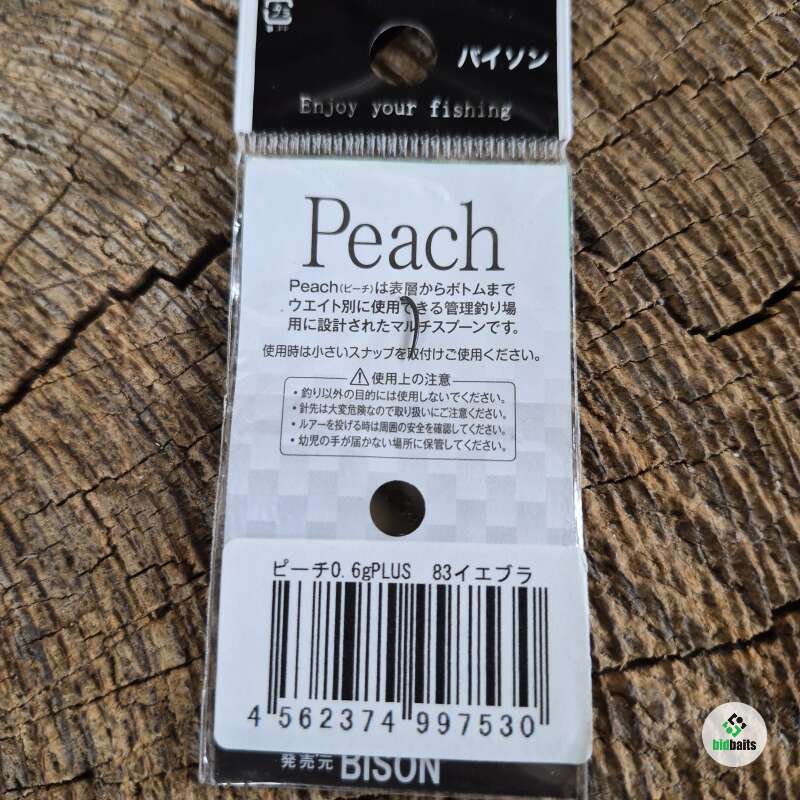 プラ
バイソン
Enjoy your fishing
Peach
Peach(ピーチ)は表層からボトムまで
ウエイト別に使用できる管理釣り場
用に設計されたマルチスプーンです。
使用時は小さいスナップを取付けご使用ください。
使用上の注意
・釣り以外の目的には使用しないでください。
・針先は大変危険なので取り扱いにご注意ください。
・ルアーを投げる時は周囲の安全を確認してください。
・幼児の手が届かない場所に保管してください。
ピーチ0.6gPLUS 83イエブラ
4 562374 997530
発売元 BISON
bidbaits